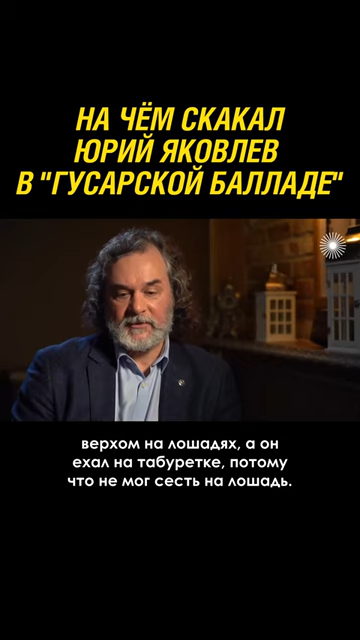 НА ЧЁМ СКАКАЛ
ЮРИЙ ЯКОВЛЕВ
В "ГУСАРСКОЙ БАЛЛАДЕ"
верхом на лошадях, а он
ехал на табуретке, потому
что не мог сесть на лошадь.